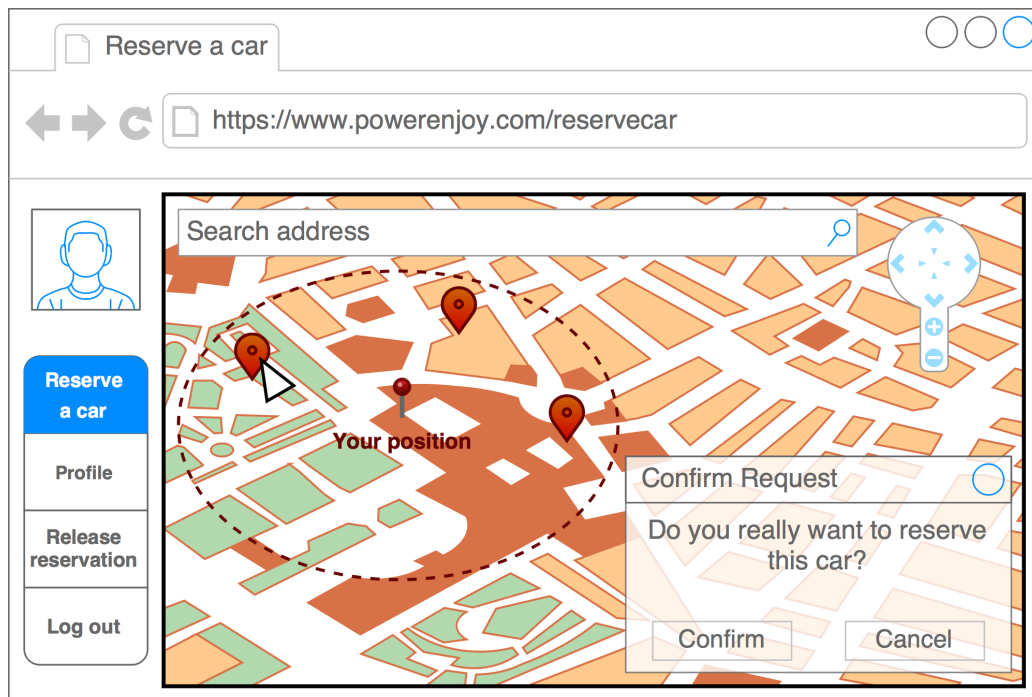 Reserve a car
https://www.powerenjoy.com/reservecar
Search address
Reserve
a car
Profile
Release
reservation
Log out
Your position
Confirm Request
Do you really want to reserve
this car?
Confirm
Cancel